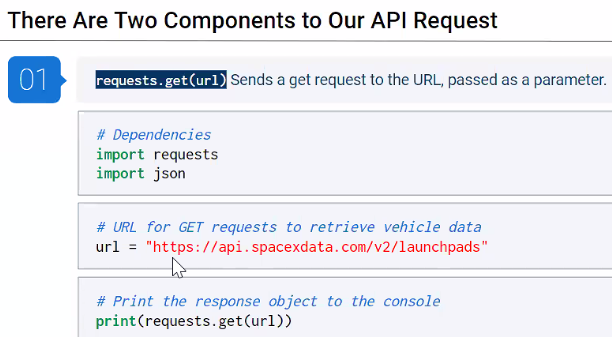 There Are Two Components to Our API Request
01
requests.get(url) Sends a get request to the URL, passed as a parameter.
# Dependencies
import requests
import json
# URL for GET requests to retrieve vehicle data
url = "https://api.spacexdata.com/v2/launchpads"
# Print the response object to the console
print(requests.get(url))